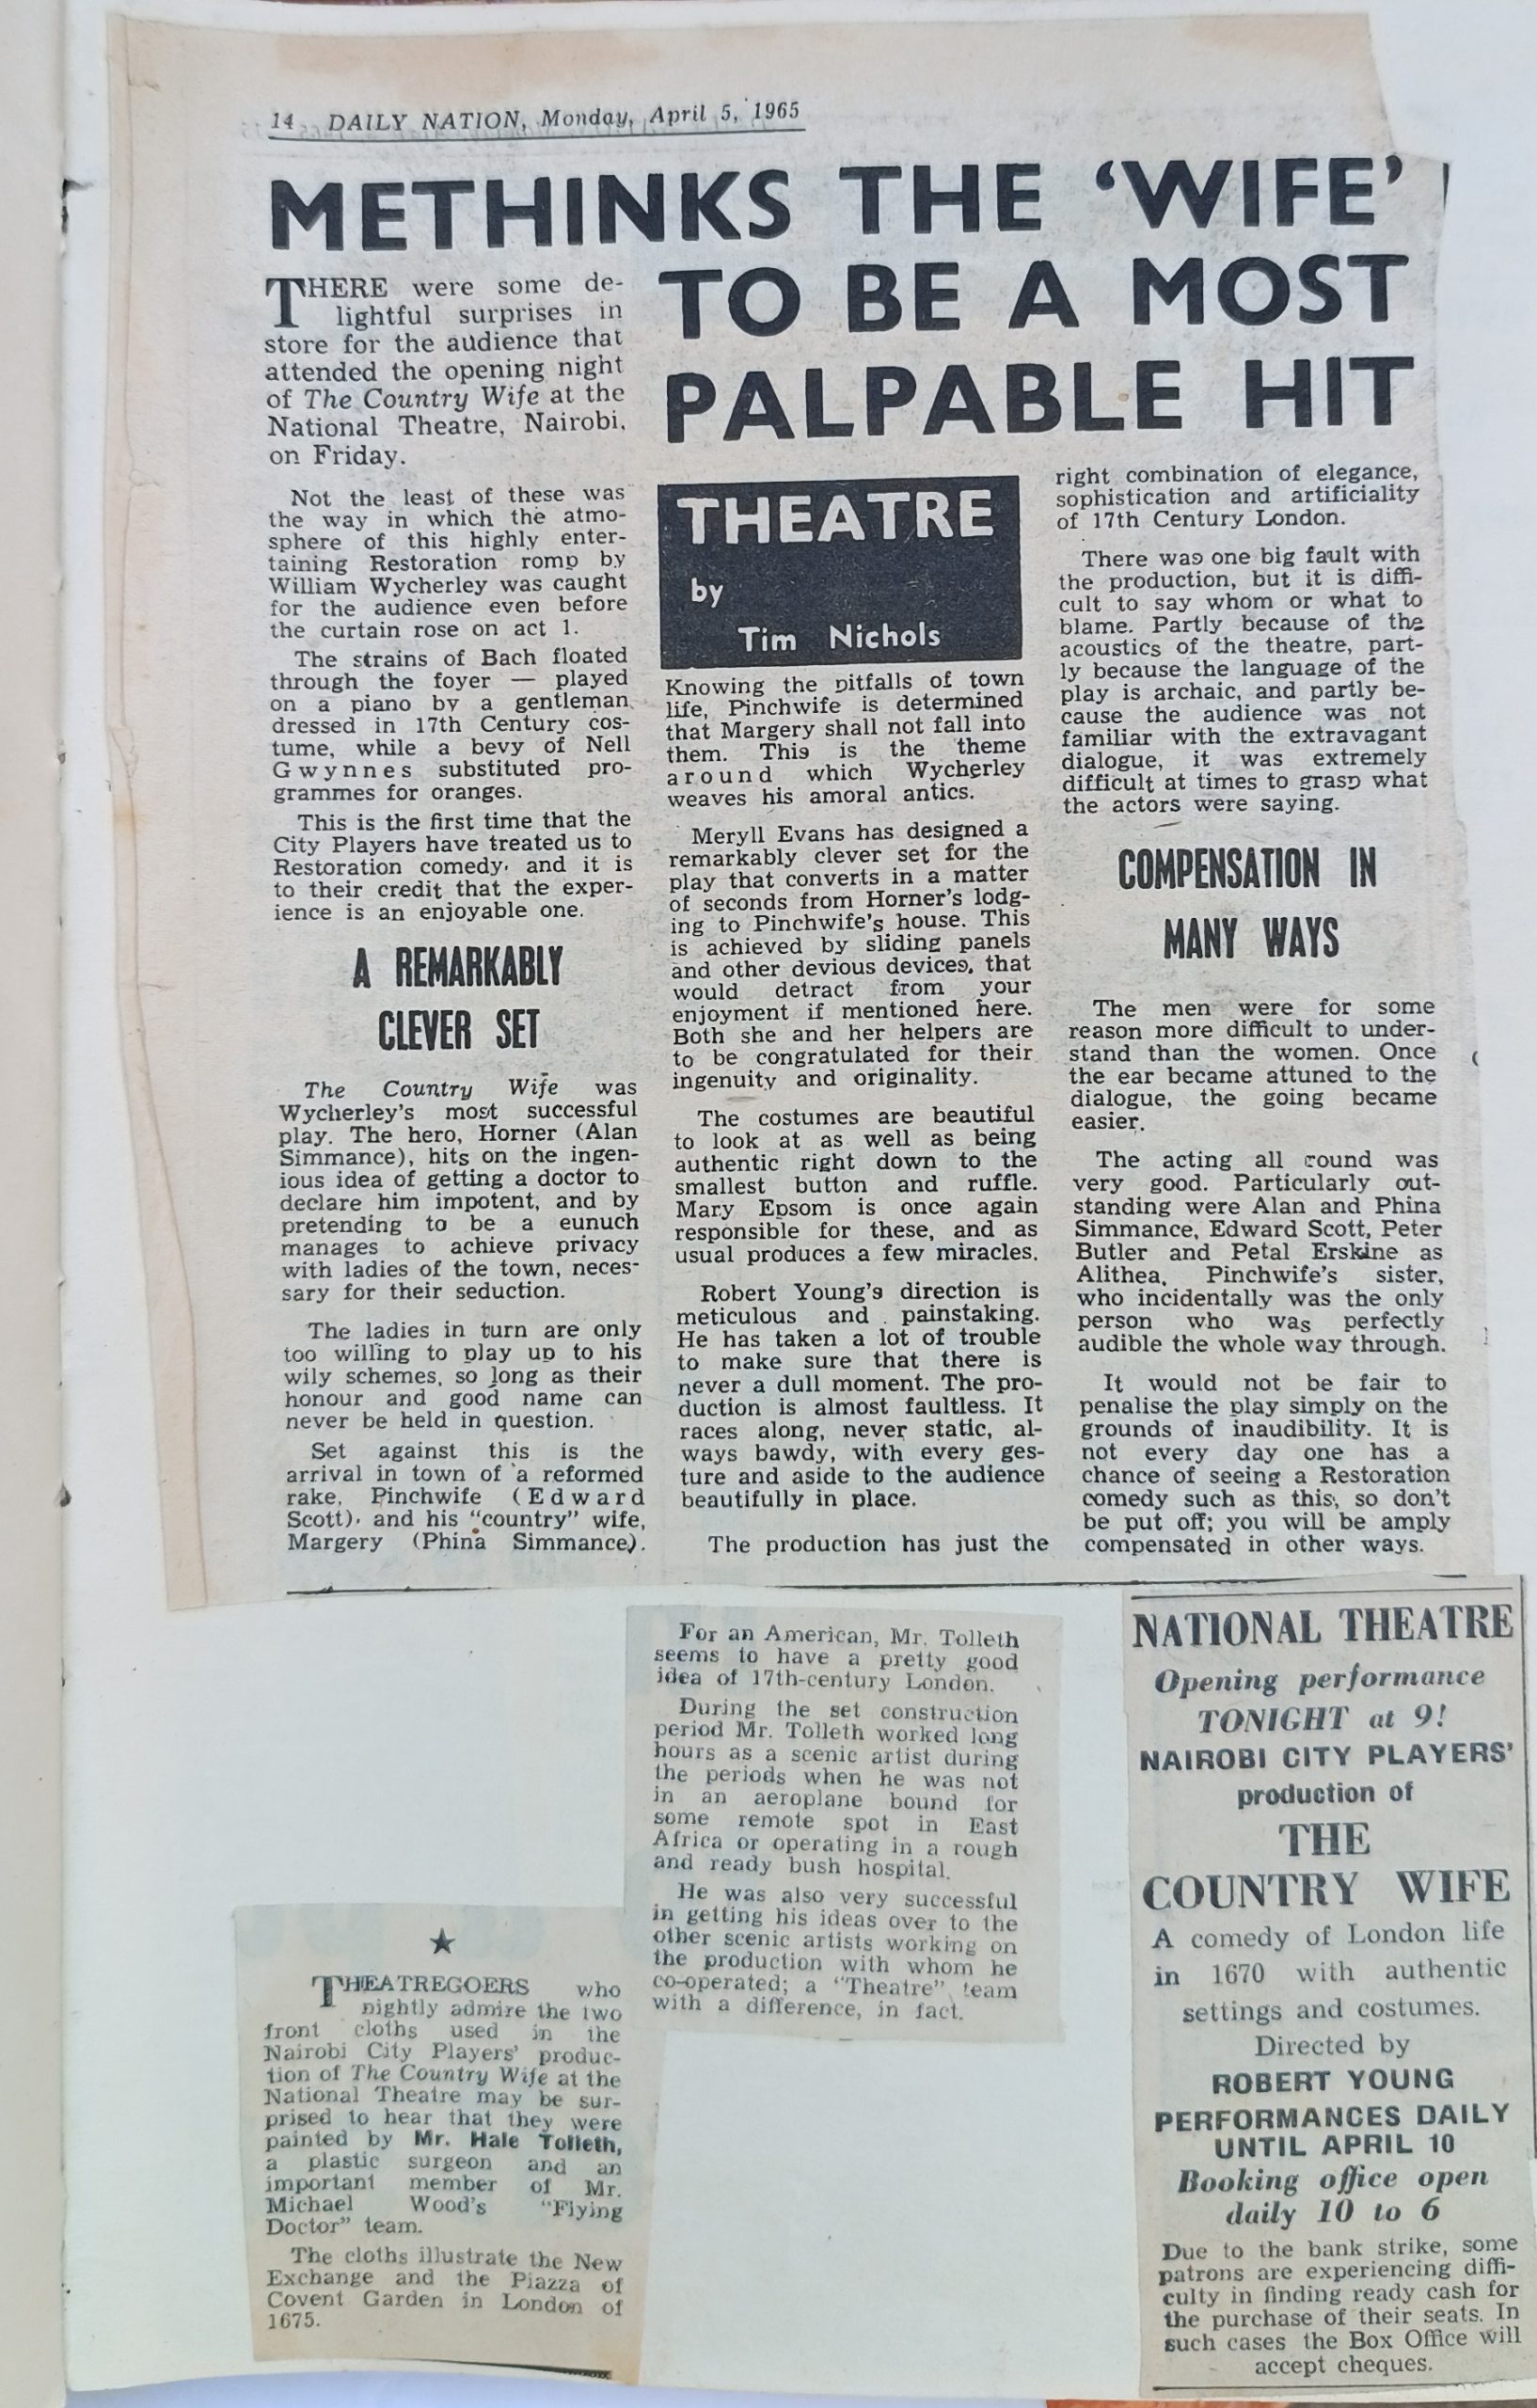 14 DAILY NATION, Monday, April 5, 1965
METHINKS THE ‘WIFE’
TO BE A MOST
PALPABLE HIT
THERE were some de-
lightful surprises in
store for the audience that
attended the opening night
of The Country Wife at the
National Theatre, Nairobi,
on Friday.
Not the least of these was
the way in which the atmo-
sphere of this highly enter-
taining Restoration romp by
William Wycherley was caught
for the audience even before
the curtain rose on act 1.
The strains of Bach floated
through the foyer — played
on a piano by a gentleman
dressed in 17th Century cos-
tume, while a bevy of Nell
Gwynnes substituted pro-
grammes for oranges.
This is the first time that the
City Players have treated us to
Restoration comedy, and it is
to their credit that the exper-
ience is an enjoyable one.
A REMARKABLY
CLEVER SET
The Country Wife was
Wycherley's most successful
play. The hero, Horner (Alan
Simmance), hits on the ingen-
ious idea of getting a doctor to
declare him impotent, and by
pretending to be a eunuch
manages to achieve privacy
with ladies of the town, neces-
sary for their seduction.
The ladies in turn are only
too willing to play up to his
wily schemes, so long as their
honour and good name can
never be held in question.
Set against this is the
arrival in town of a reformed
rake, Pinchwife (Edward
Scott), and his “country” wife,
Margery (Phina Simmance).
THEATRE
by
Tim Nichols
Knowing the pitfalls of town
life, Pinchwife is determined
that Margery shall not fall into
them. This is the theme
around which Wycherley
weaves his amoral antics.
Meryll Evans has designed a
remarkably clever set for the
play that converts in a matter
of seconds from Horner's lodg-
ing to Pinchwife's house. This
is achieved by sliding panels
and other devious devices, that
would detract from your
enjoyment if mentioned here.
Both she and her helpers are
to be congratulated for their
ingenuity and originality.
The costumes are beautiful
to look at as well as being
authentic right down to the
smallest button and ruffle.
Mary Epsom is once again
responsible for these, and as
usual produces a few miracles.
Robert Young's direction is
meticulous and painstaking.
He has taken a lot of trouble
to make sure that there is
never a dull moment. The pro-
duction is almost faultless. It
races along, never static, al-
ways bawdy, with every ges-
ture and aside to the audience
beautifully in place.
The production has just the
right combination of elegance,
sophistication and artificiality
of 17th Century London.
There was one big fault with
the production, but it is diffi-
cult to say whom or what to
blame. Partly because of the
acoustics of the theatre, part-
ly because the language of the
play is archaic, and partly be-
cause the audience was not
familiar with the extravagant
dialogue, it was extremely
difficult at times to grasp what
the actors were saying.
COMPENSATION IN
MANY WAYS
The men were for some
reason more difficult to under-
stand than the women. Once
the ear became attuned to the
dialogue, the going became
easier.
The acting all round was
very good. Particularly out-
standing were Alan and Phina
Simmance, Edward Scott, Peter
Butler and Petal Erskine as
Alithea, Pinchwife's sister,
who incidentally was the only
person who was perfectly
audible the whole way through.
It would not be fair to
penalise the play simply on the
grounds of inaudibility. It is
not every day one has a
chance of seeing a Restoration
comedy such as this, so don't
be put off; you will be amply
compensated in other ways.
THEATREGOERS who
nightly admire the two
front cloths used in the
Nairobi City Players' produc-
tion of The Country Wife at the
National Theatre may be sur-
prised to hear that they were
painted by Mr. Hale Tolleth,
a plastic surgeon and an
important member of Mr.
Michael Wood's “Flying
Doctor” team.
The cloths illustrate the New
Exchange and the Piazza of
Covent Garden in London of
1675.
For an American, Mr. Tolleth
seems to have a pretty good
idea of 17th-century London.
During the set construction
period Mr. Tolleth worked long
hours as a scenic artist during
the periods when he was not
in an aeroplane bound for
some remote spot in East
Africa or operating in a rough
and ready bush hospital.
He was also very successful
in getting his ideas over to the
other scenic artists working on
the production with whom he
co-operated; a “Theatre” team
with a difference, in fact.
NATIONAL THEATRE
Opening performance
TONIGHT at 9!
NAIROBI CITY PLAYERS'
production of
THE
COUNTRY WIFE
A comedy of London life
in 1670 with authentic
settings and costumes.
Directed by
ROBERT YOUNG
PERFORMANCES DAILY
UNTIL APRIL 10
Booking office open
daily 10 to 6
Due to the bank strike, some
patrons are experiencing diffi-
culty in finding ready cash for
the purchase of their seats. In
such cases the Box Office will
accept cheques.